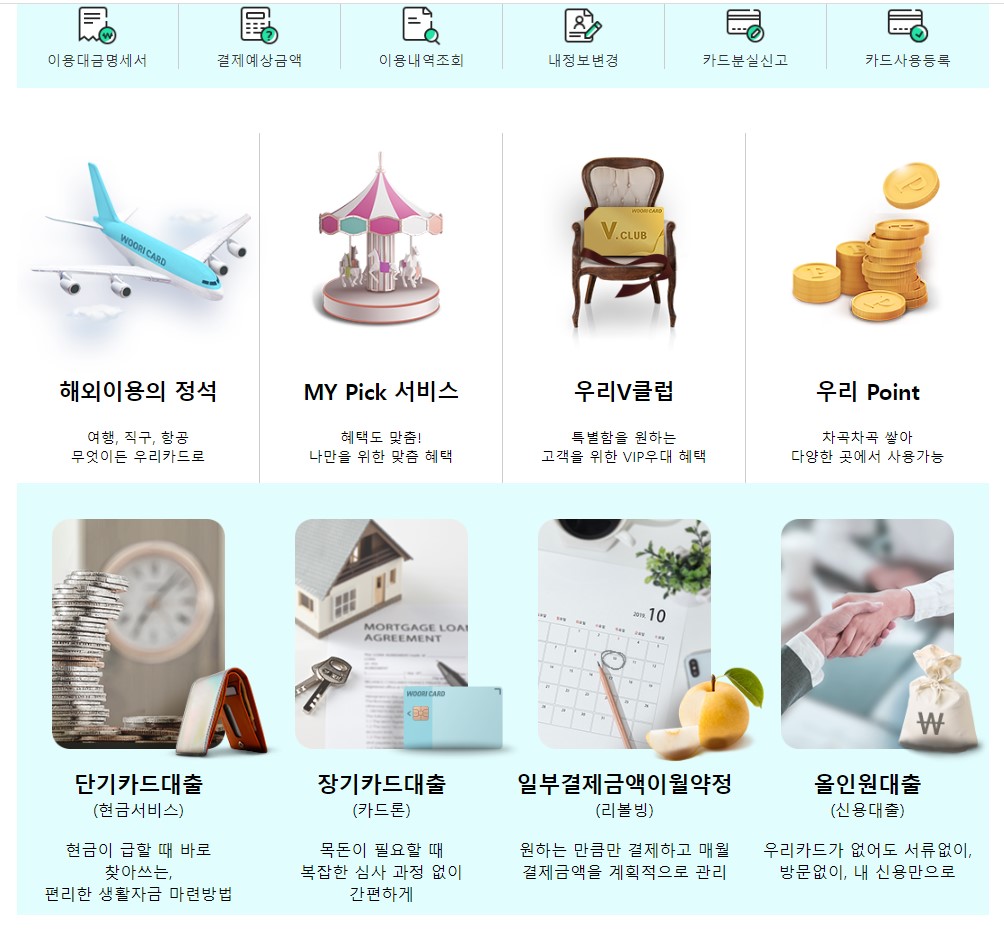 이용대금명세서
결제예상금액
이용내역조회
내정보변경
카드분실신고
카드사용등록
WOORI CARD
WOORI CARD
V.CLUB
해외이용의 정석
여행, 직구, 항공
무엇이든 우리카드로
MY Pick 서비스
혜택도 맞춤!
나만을 위한 맞춤 혜택
우리V클럽
특별함을 원하는
고객을 위한 VIP우대 혜택
우리 Point
차곡차곡 쌓아
다양한 곳에서 사용가능
MORTGAGE LOAN
AGREEMENT
WOORI CARD
2019. 10
₩
단기카드대출
(현금서비스)
현금이 급할 때 바로
찾아쓰는,
편리한 생활자금 마련방법
장기카드대출
(카드론)
목돈이 필요할 때
복잡한 심사 과정 없이
간편하게
일부결제금액이월약정
(리볼빙)
원하는 만큼만 결제하고 매월
결제금액을 계획적으로 관리
올인원대출
(신용대출)
우리카드가 없어도 서류없이,
방문없이, 내 신용만으로